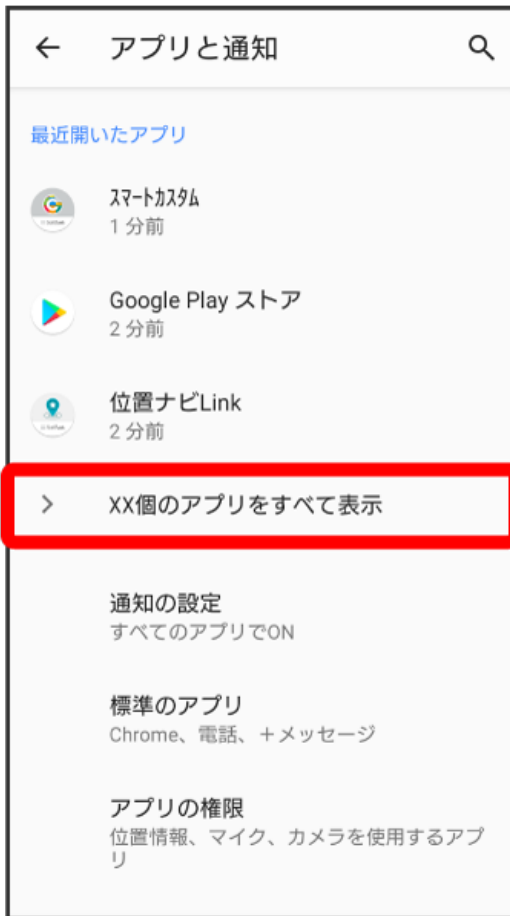 アプリと通知
最近開いたアプリ
ｽﾏｰﾄｶｽﾀﾑ
1 分前
Google Play ストア
2 分前
位置ナビLink
2 分前
XX個のアプリをすべて表示
通知の設定
すべてのアプリでON
標準のアプリ
Chrome、電話、＋メッセージ
アプリの権限
位置情報、マイク、カメラを使用するアプ
リ